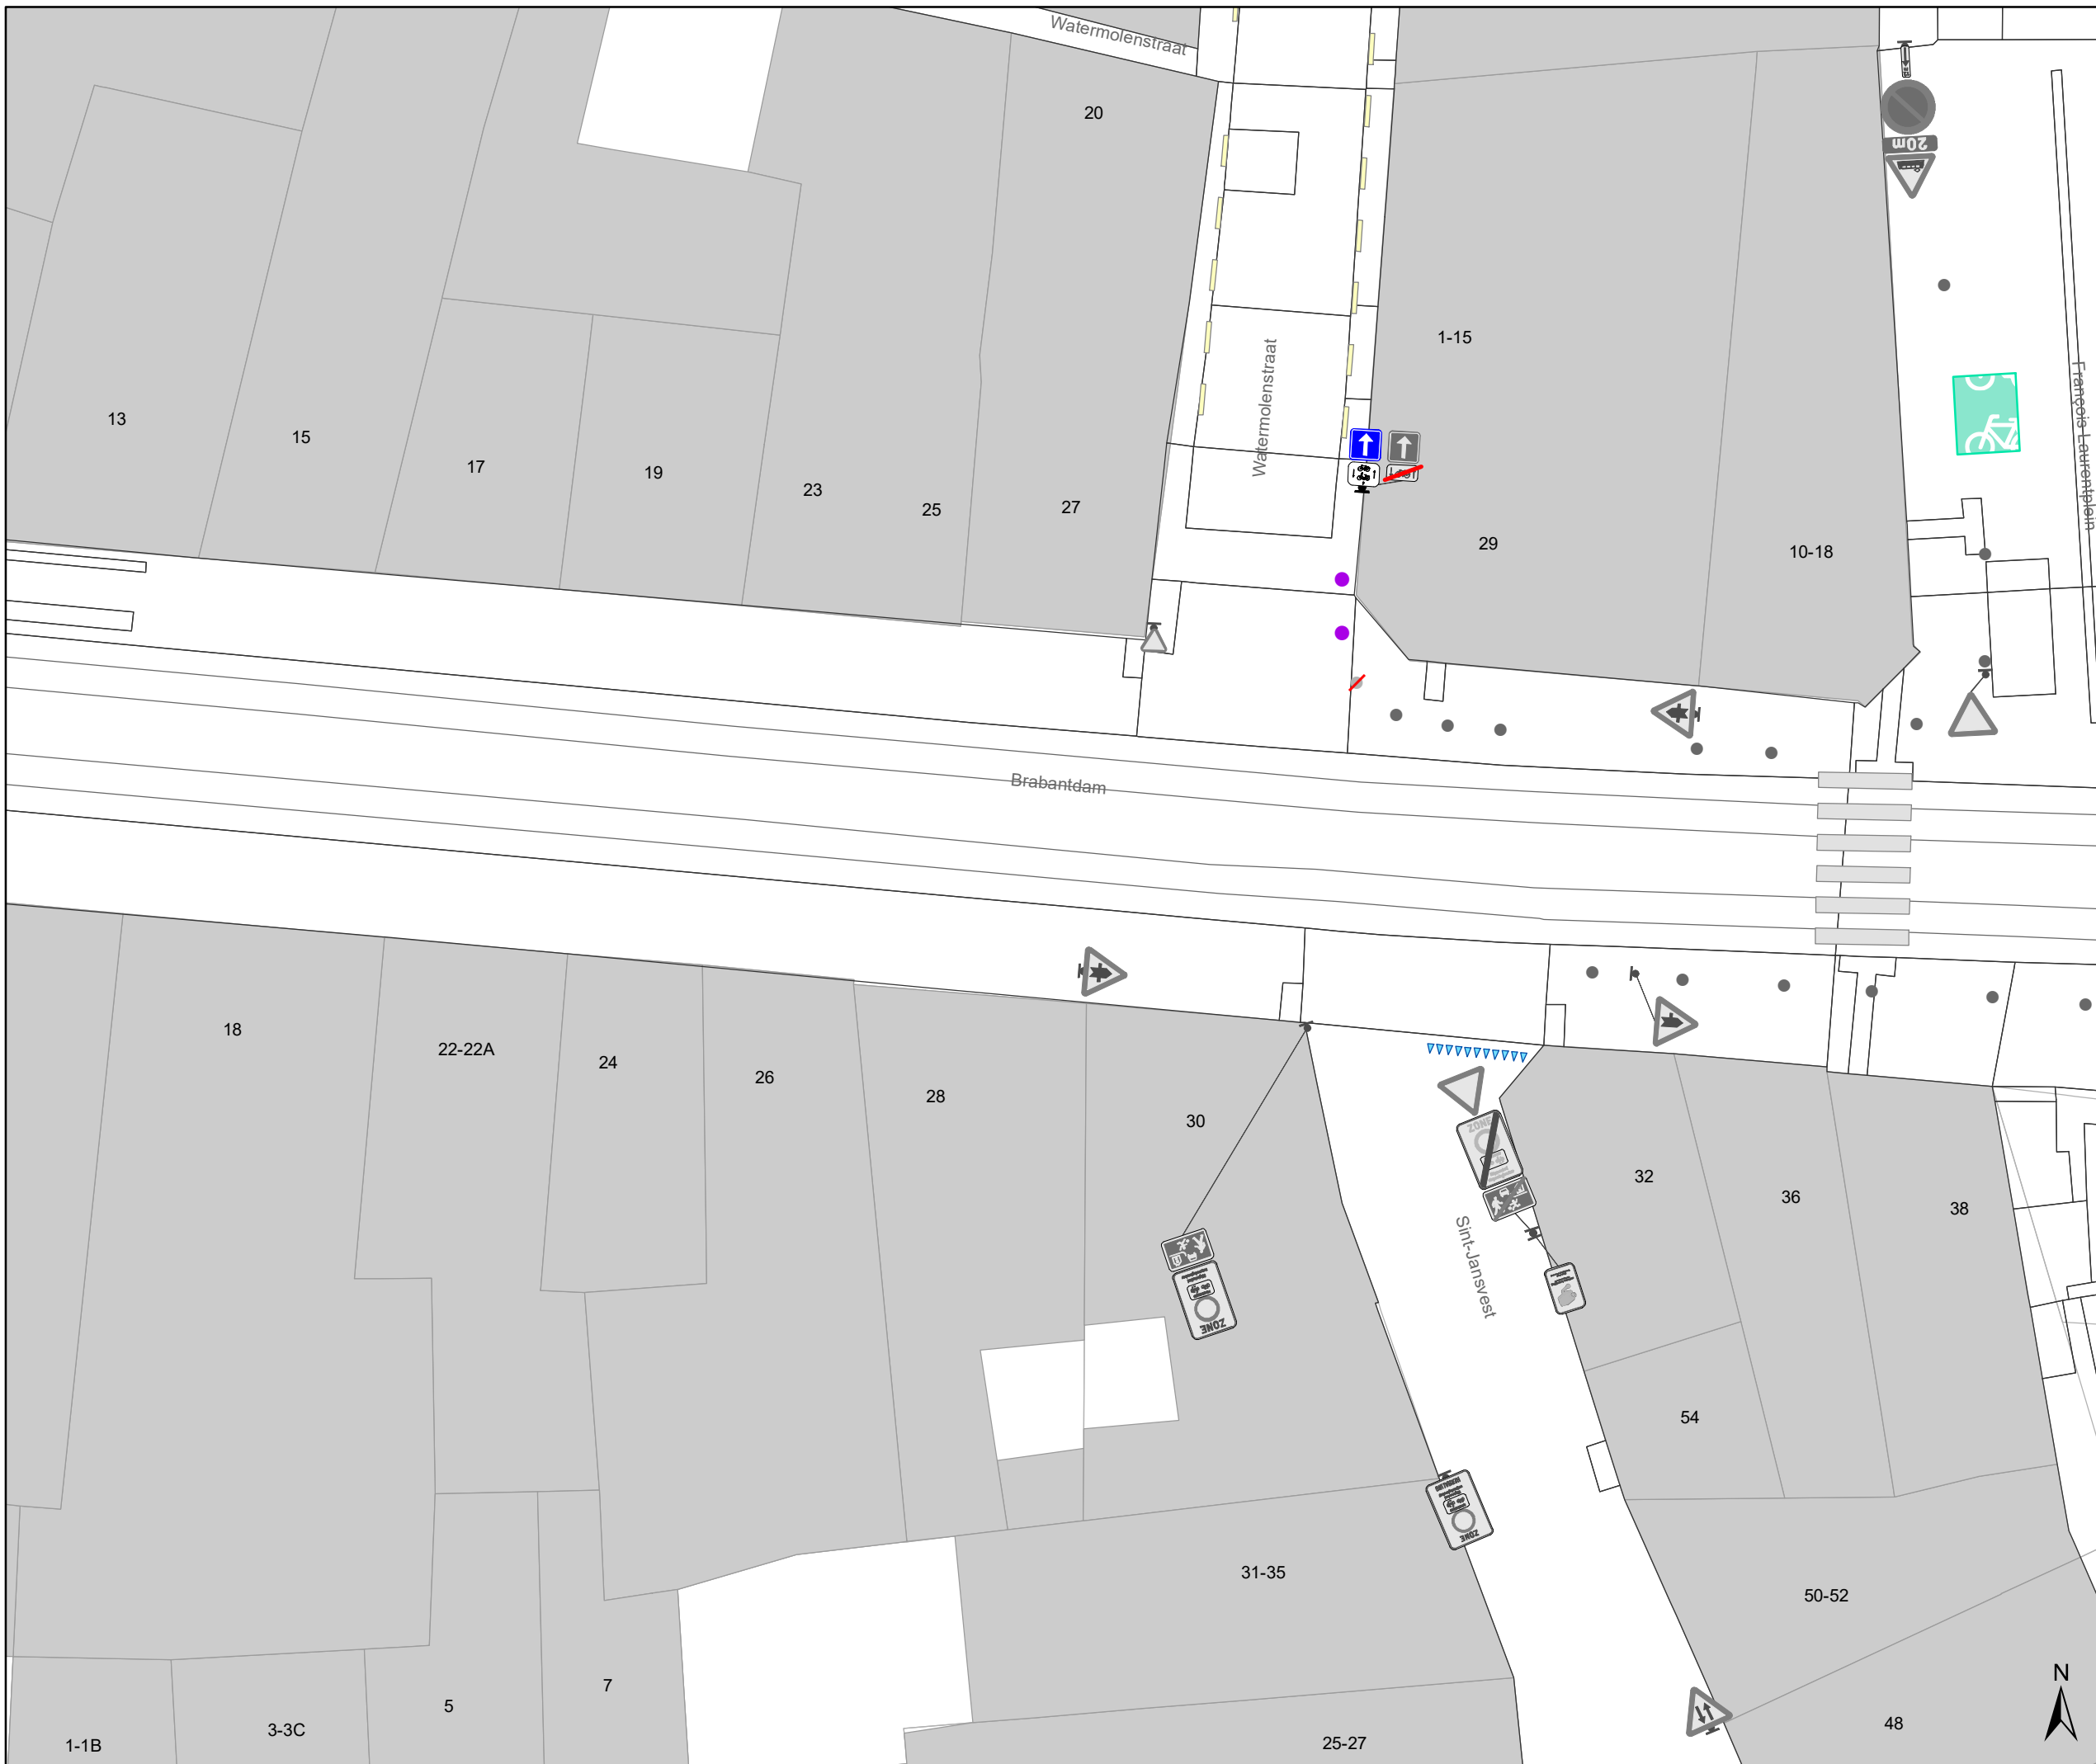 Watermolenstraat
20
20m
1-15
Watermolenstraat
François Laurentplein
13
15
17
19
23
25
27
29
10-18
Brabantdam
18
22-22A
24
26
28
30
32
36
38
ZONE
Sint-Jansvest
ZONE
54
ZONE
31-35
50-52
N
7
5
3-3C
1-1B
25-27
48